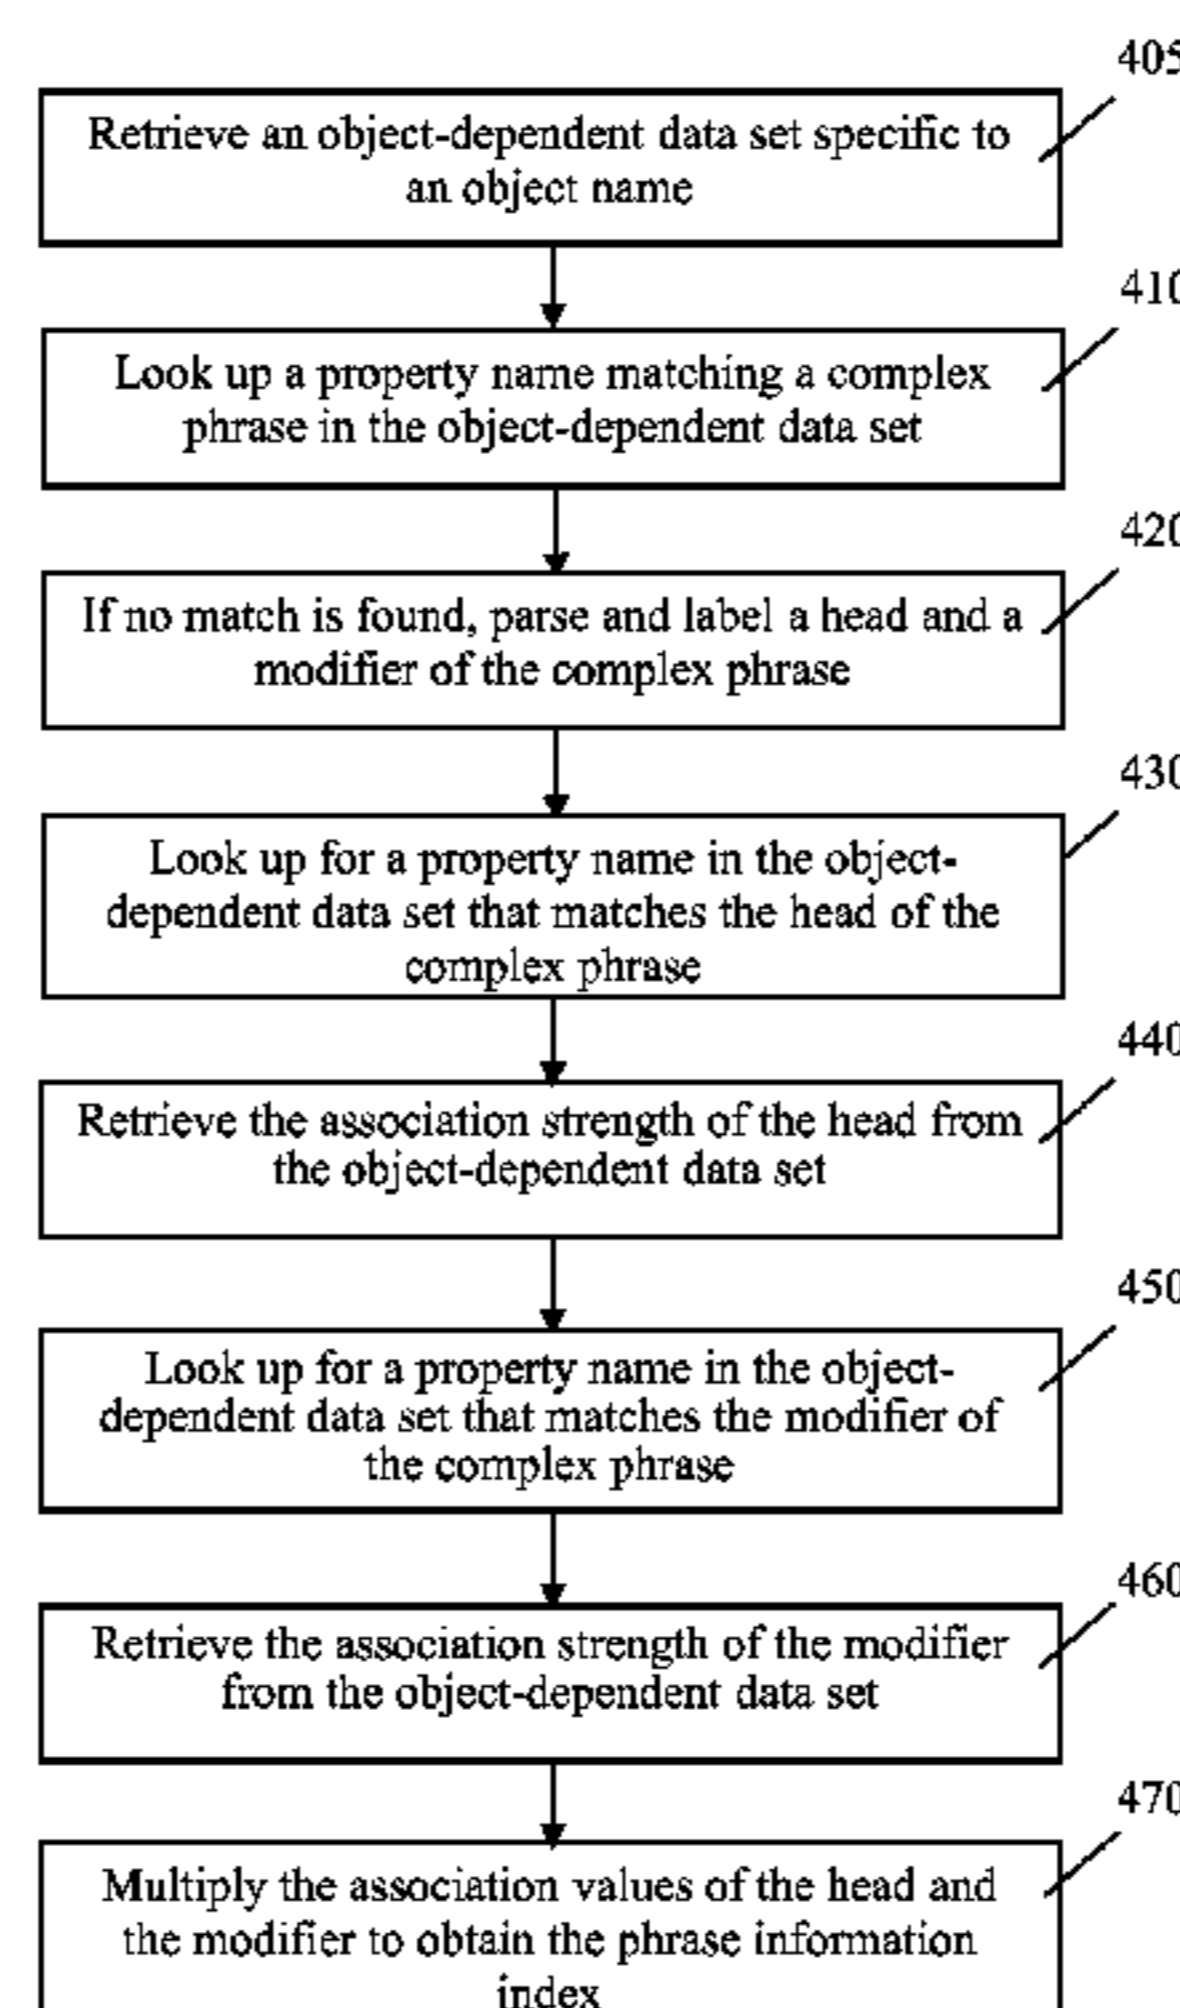 405
Retrieve an object-dependent data set specific to
an object name
410
Look up a property name matching a complex
phrase in the object-dependent data set
420
If no match is found, parse and label a head and a
modifier of the complex phrase
430
Look up for a property name in the object-
dependent data set that matches the head of the
complex phrase
440
Retrieve the association strength of the head from
the object-dependent data set
450
Look up for a property name in the object-
dependent data set that matches the modifier of
the complex phrase
460
Retrieve the association strength of the modifier
from the object-dependent data set
470
Multiply the association values of the head and
the modifier to obtain the phrase information
index